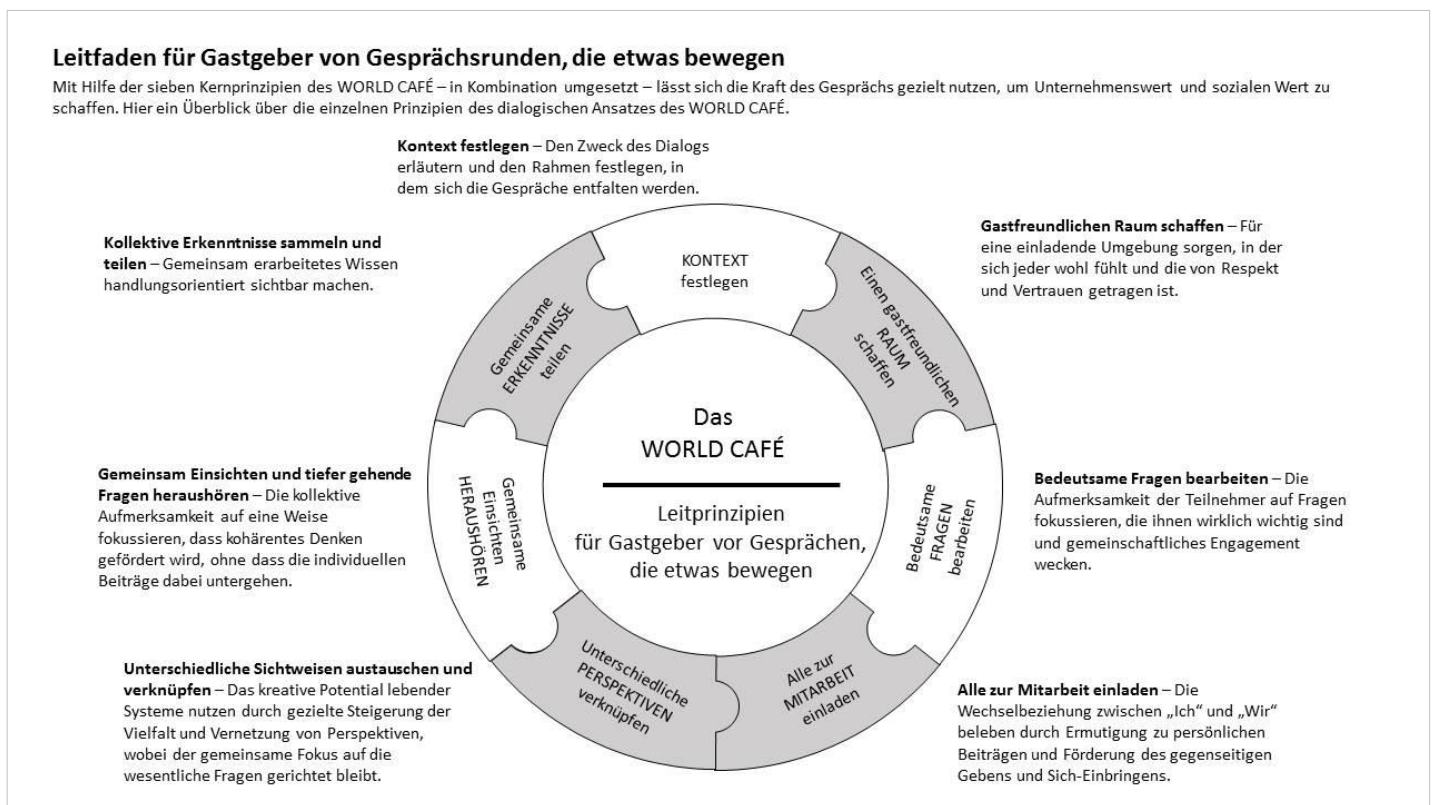 Leitfaden für Gastgeber von Gesprächsrunden, die etwas bewegen
Mit Hilfe der sieben Kernprinzipien des WORLD CAFÉ – in Kombination umgesetzt – lässt sich die Kraft des Gesprächs gezielt nutzen, um Unternehmenswert und sozialen Wert zu
schaffen. Hier ein Überblick über die einzelnen Prinzipien des dialogischen Ansatzes des WORLD CAFÉ.
Kontext festlegen – Den Zweck des Dialogs
erläutern und den Rahmen festlegen, in
dem sich die Gespräche entfalten werden.
Gastfreundlichen Raum schaffen – Für
eine einladende Umgebung sorgen, in der
sich jeder wohl fühlt und die von Respekt
und Vertrauen getragen ist.
Bedeutsame Fragen bearbeiten – Die
Aufmerksamkeit der Teilnehmer auf Fragen
fokussieren, die ihnen wirklich wichtig sind
und gemeinschaftliches Engagement
wecken.
Alle zur Mitarbeit einladen – Die
Wechselbeziehung zwischen „Ich“ und „Wir“
beleben durch Ermutigung zu persönlichen
Beiträgen und Förderung des gegenseitigen
Gebens und Sich-Einbringens.
Unterschiedliche Sichtweisen austauschen und
verknüpfen – Das kreative Potential lebender
Systeme nutzen durch gezielte Steigerung der
Vielfalt und Vernetzung von Perspektiven,
wobei der gemeinsame Fokus auf die
wesentliche Fragen gerichtet bleibt.
Gemeinsam Einsichten und tiefer gehende
Fragen heraushören – Die kollektive
Aufmerksamkeit auf eine Weise
fokussieren, dass kohärentes Denken
gefördert wird, ohne dass die individuellen
Beiträge dabei untergehen.
Kollektive Erkenntnisse sammeln und
teilen – Gemeinsam erarbeitetes Wissen
handlungsorientiert sichtbar machen.
KONTEXT
festlegen
Einen gastfreundlichen
RAUM
schaffen
Bedeutsame
FRAGEN
bearbeiten
Alle zur
MITARBEIT
einladen
Unterschiedliche
PERSPEKTIVEN
verknüpfen
Gemeinsame
Einsichten
HERAUSHÖREN
Gemeinsame
ERKENNTNISSE
teilen
Das
WORLD CAFÉ
Leitprinzipien
für Gastgeber vor Gesprächen,
die etwas bewegen